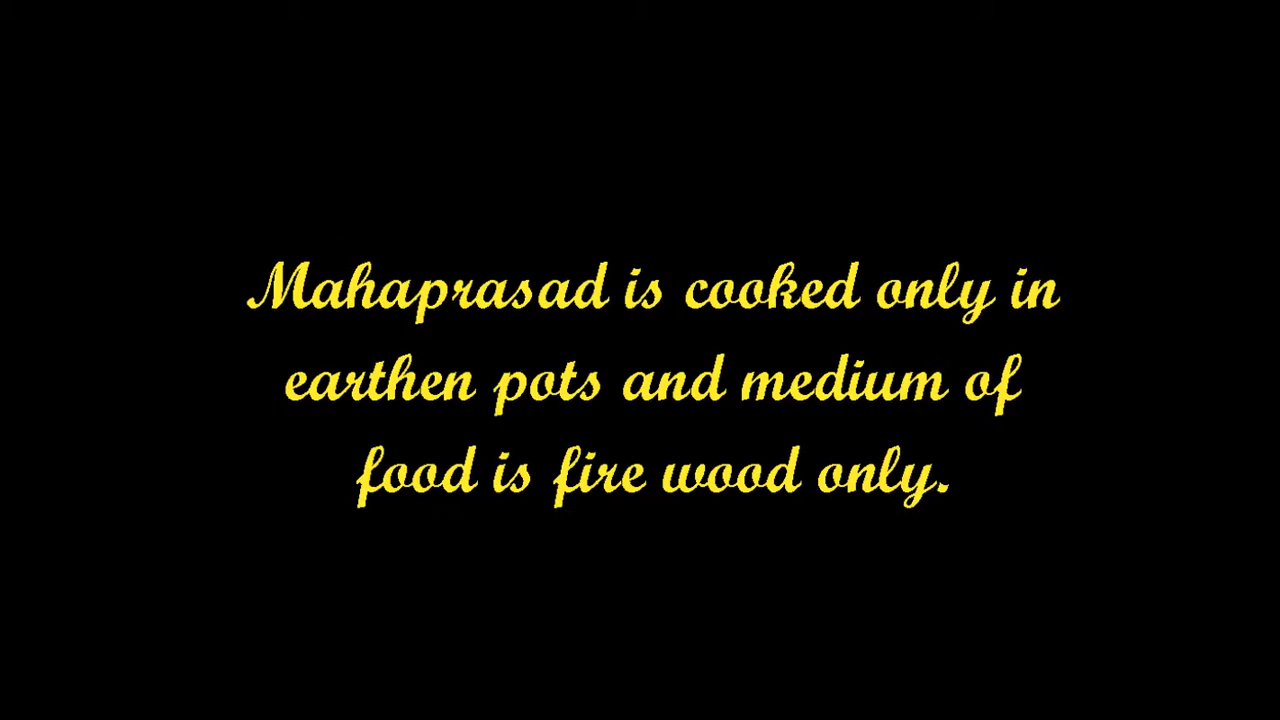 Mahaprasad is cooked only in
earthen pots and medium of
food is fire wood only.